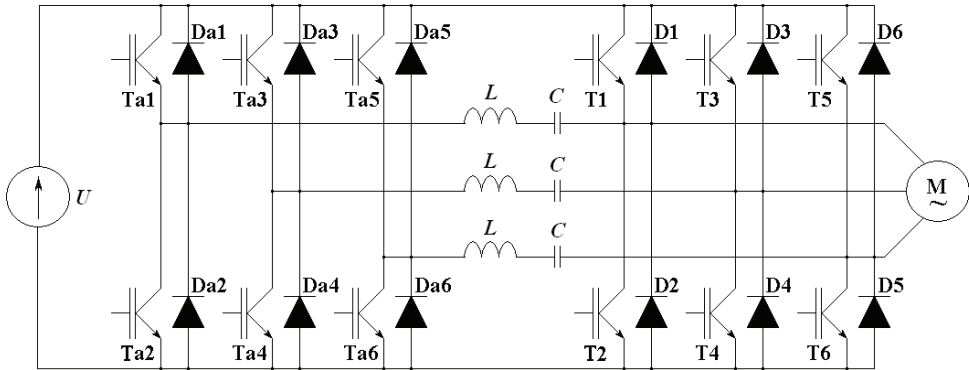 Da1 Da3 Da5 D1 D3 D6
Ta1 Ta3 Ta5 T1 T3 T5
L C
L C
U M
~
L C
Da2 Da4 Da6 D2 D4 D5
Ta2 Ta4 Ta6 T2 T4 T6